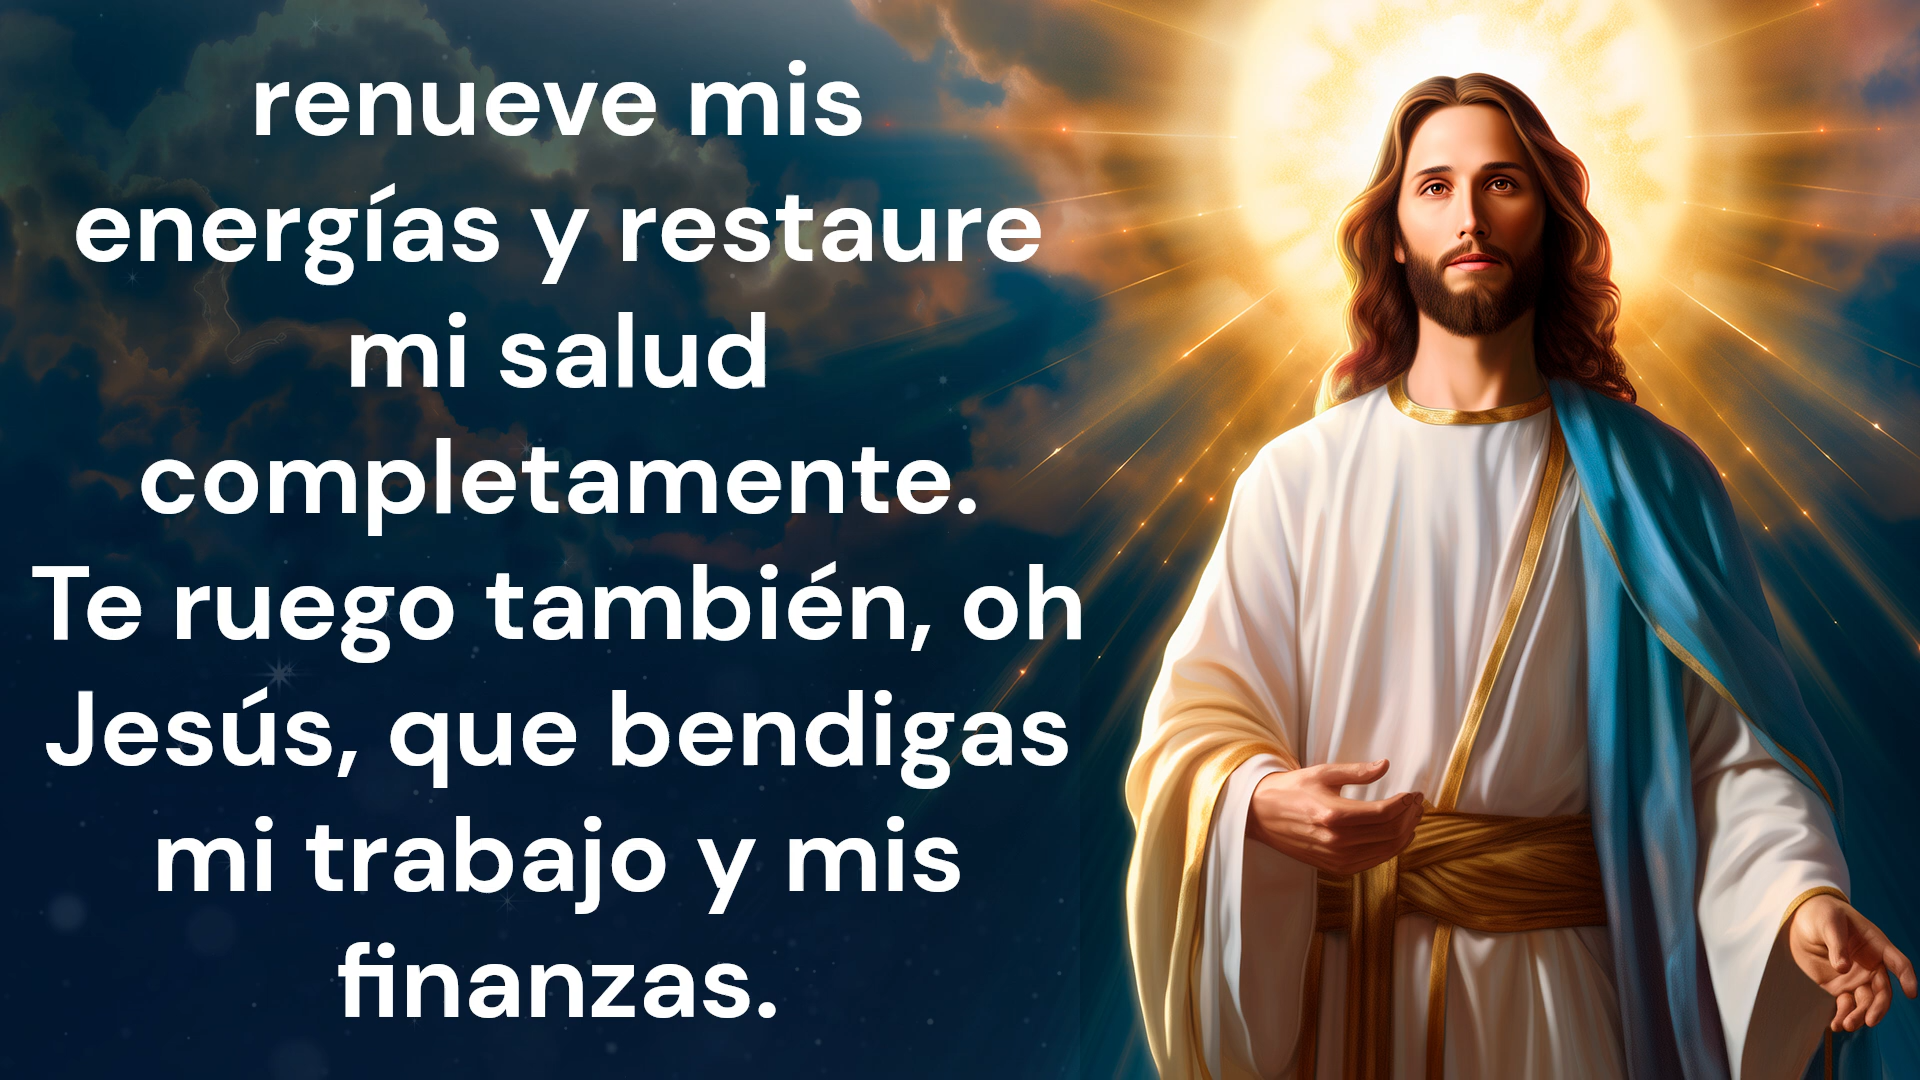 renueve mis
energías y restaure
mi salud
completamente.
Te ruego también, oh
Jesús, que bendigas
mi trabajo y mis
finanzas.